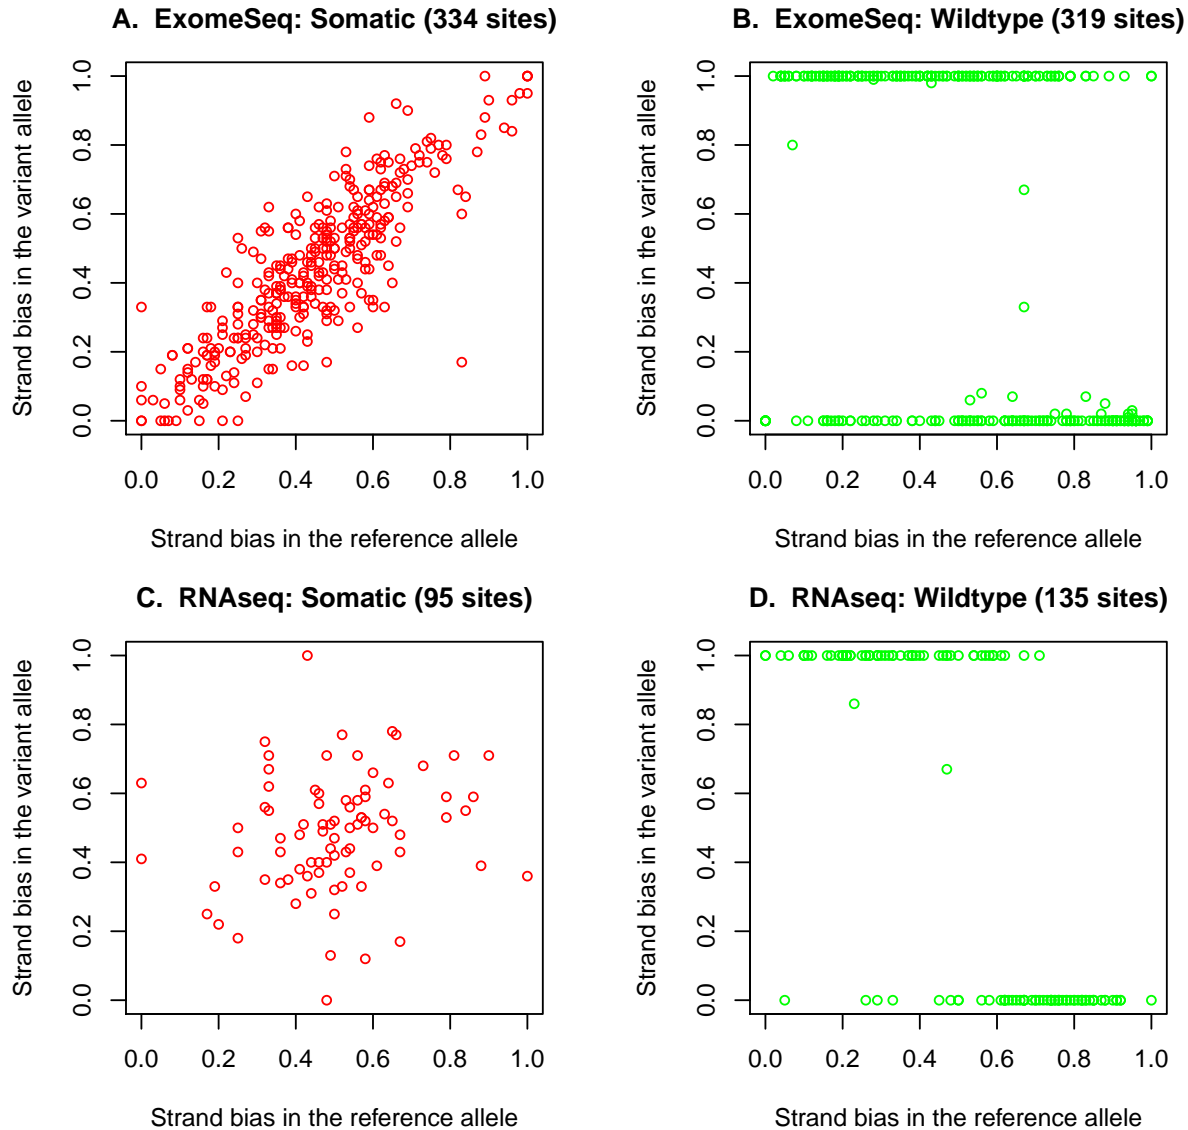 A. ExomeSeq: Somatic (334 sites)
Strand bias in the variant allele
1.0
0.8
0.6
0.4
0.2
0.0
0.0 0.2 0.4 0.6 0.8 1.0
Strand bias in the reference allele
B. ExomeSeq: Wildtype (319 sites)
Strand bias in the variant allele
1.0
0.8
0.6
0.4
0.2
0.0
0.0 0.2 0.4 0.6 0.8 1.0
Strand bias in the reference allele
C. RNAseq: Somatic (95 sites)
Strand bias in the variant allele
1.0
0.8
0.6
0.4
0.2
0.0
0.0 0.2 0.4 0.6 0.8 1.0
Strand bias in the reference allele
D. RNAseq: Wildtype (135 sites)
Strand bias in the variant allele
1.0
0.8
0.6
0.4
0.2
0.0
0.0 0.2 0.4 0.6 0.8 1.0
Strand bias in the reference allele